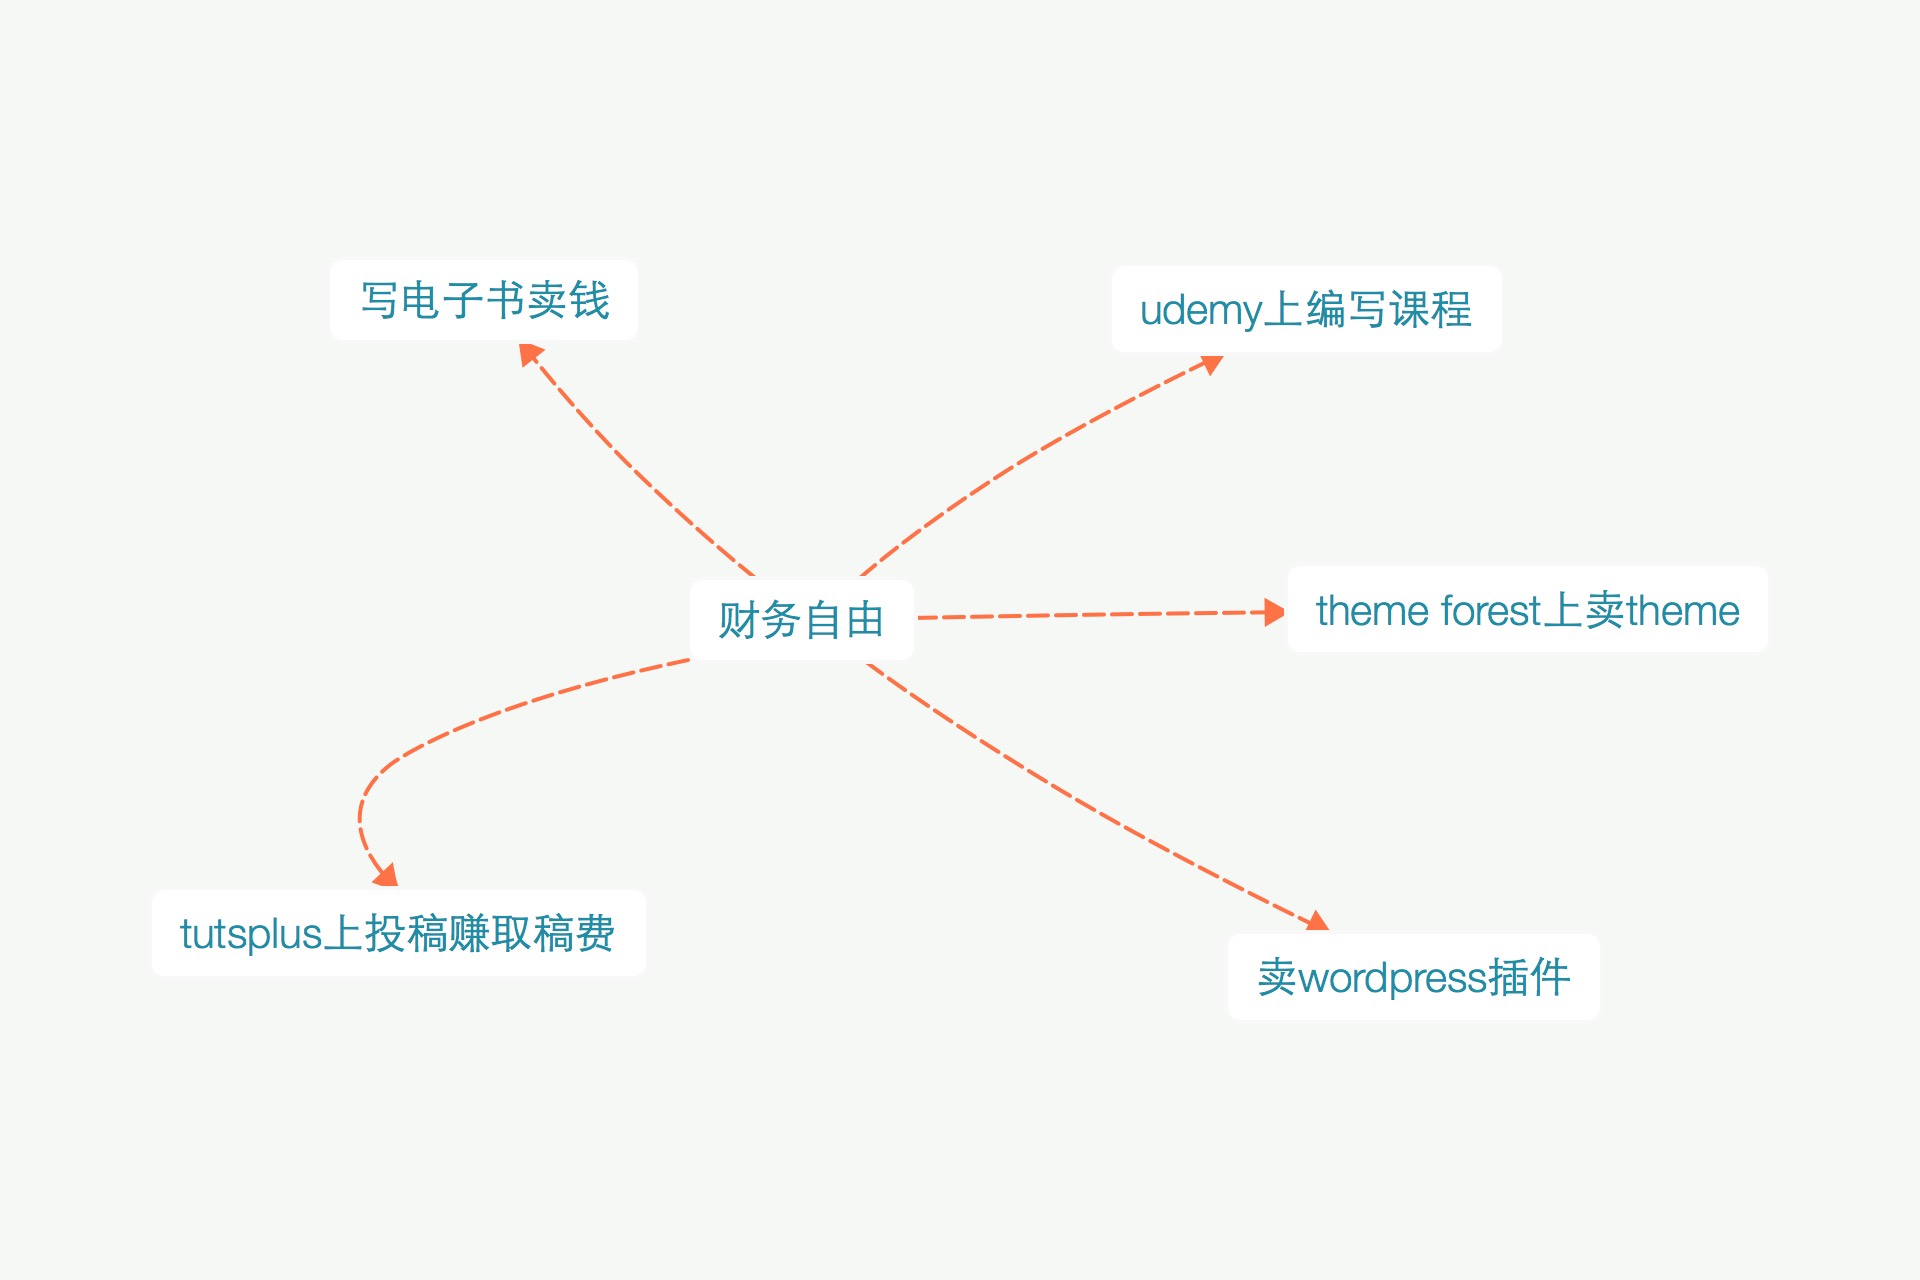 写电子书卖钱
udemy上编写课程
财务自由
theme forest上卖theme
tutsplus上投稿赚取稿费
卖wordpress插件